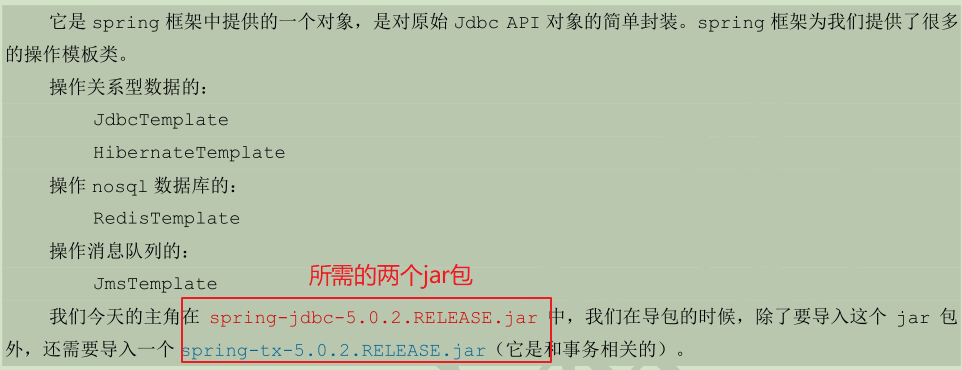 它是 spring 框架中提供的一个对象，是对原始 Jdbc API 对象的简单封装。spring 框架为我们提供了很多
的操作模板类。
操作关系型数据的：
JdbcTemplate
HibernateTemplate
操作 nosql 数据库的：
RedisTemplate
操作消息队列的：
JmsTemplate
所需的两个jar包
我们今天的主角在 spring-jdbc-5.0.2.RELEASE.jar 中，我们在导包的时候，除了要导入这个 jar 包
外，还需要导入一个 spring-tx-5.0.2.RELEASE.jar（它是和事务相关的）。